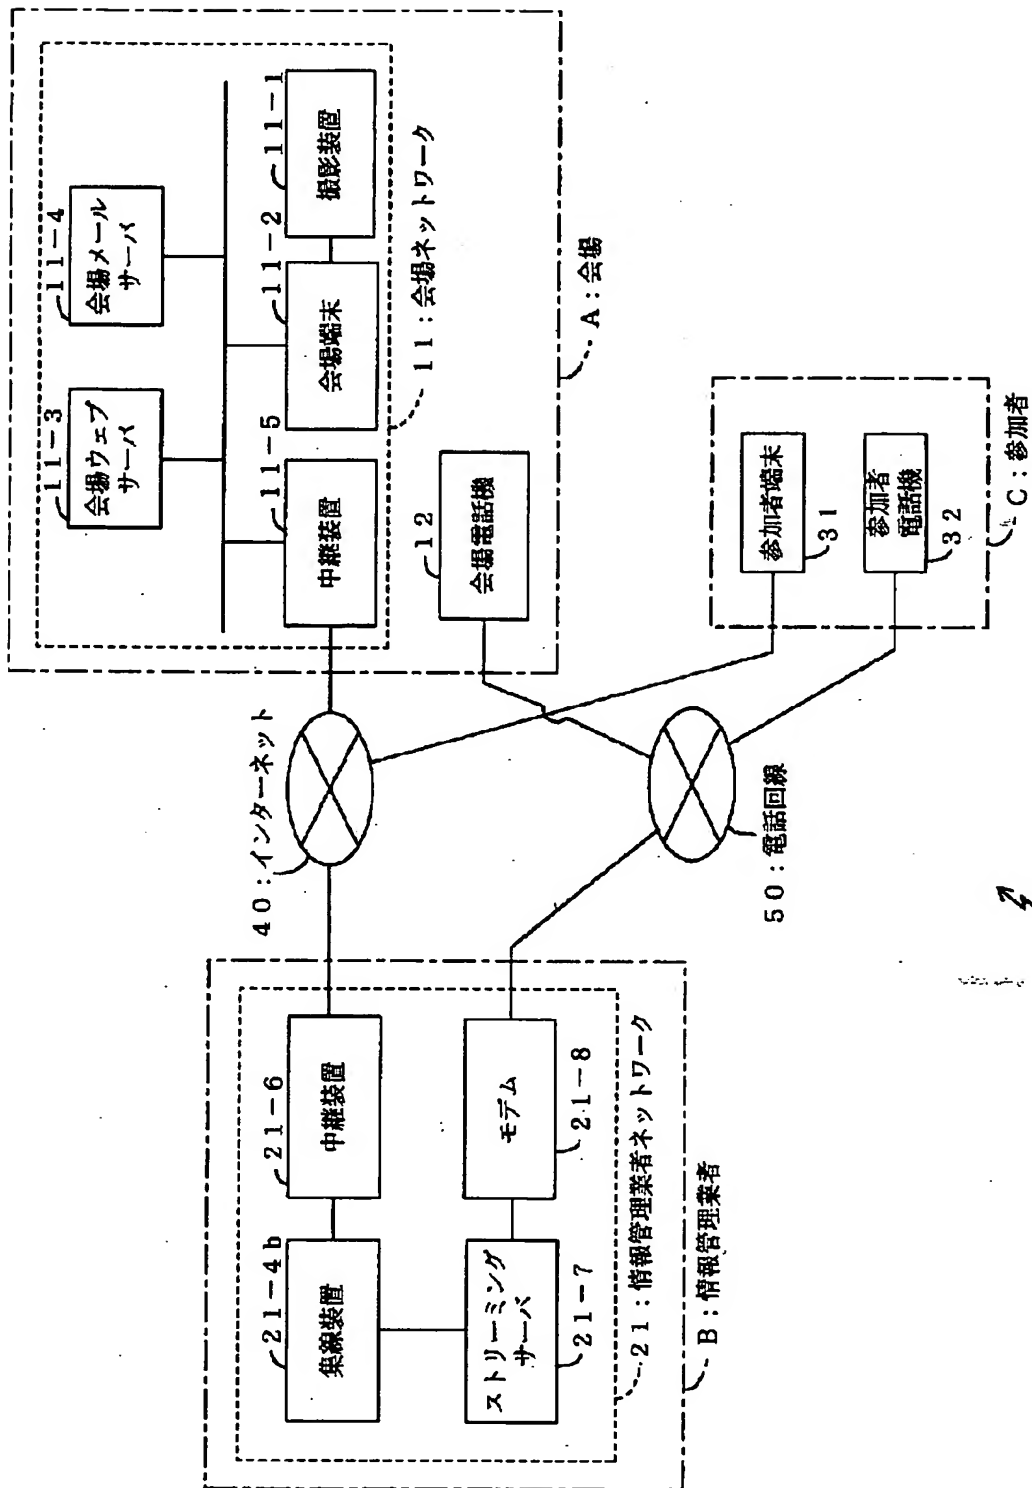 11-3
会場ウェブ
サーバ
11-4
会場メール
サーバ
11-5
中継装置
11-2
会場端末
11-1
撮影装置
11:会場ネットワーク
12
会場電話機
A:会場
40:インターネット
21-4b
集線装置
21-6
中継装置
ストリーミング
サーバ
21-7
モデム
21-8
21:情報管理業者ネットワーク
B:情報管理業者
50:電話回線
参加者端末
31
参加者
電話機
32
C:参加者